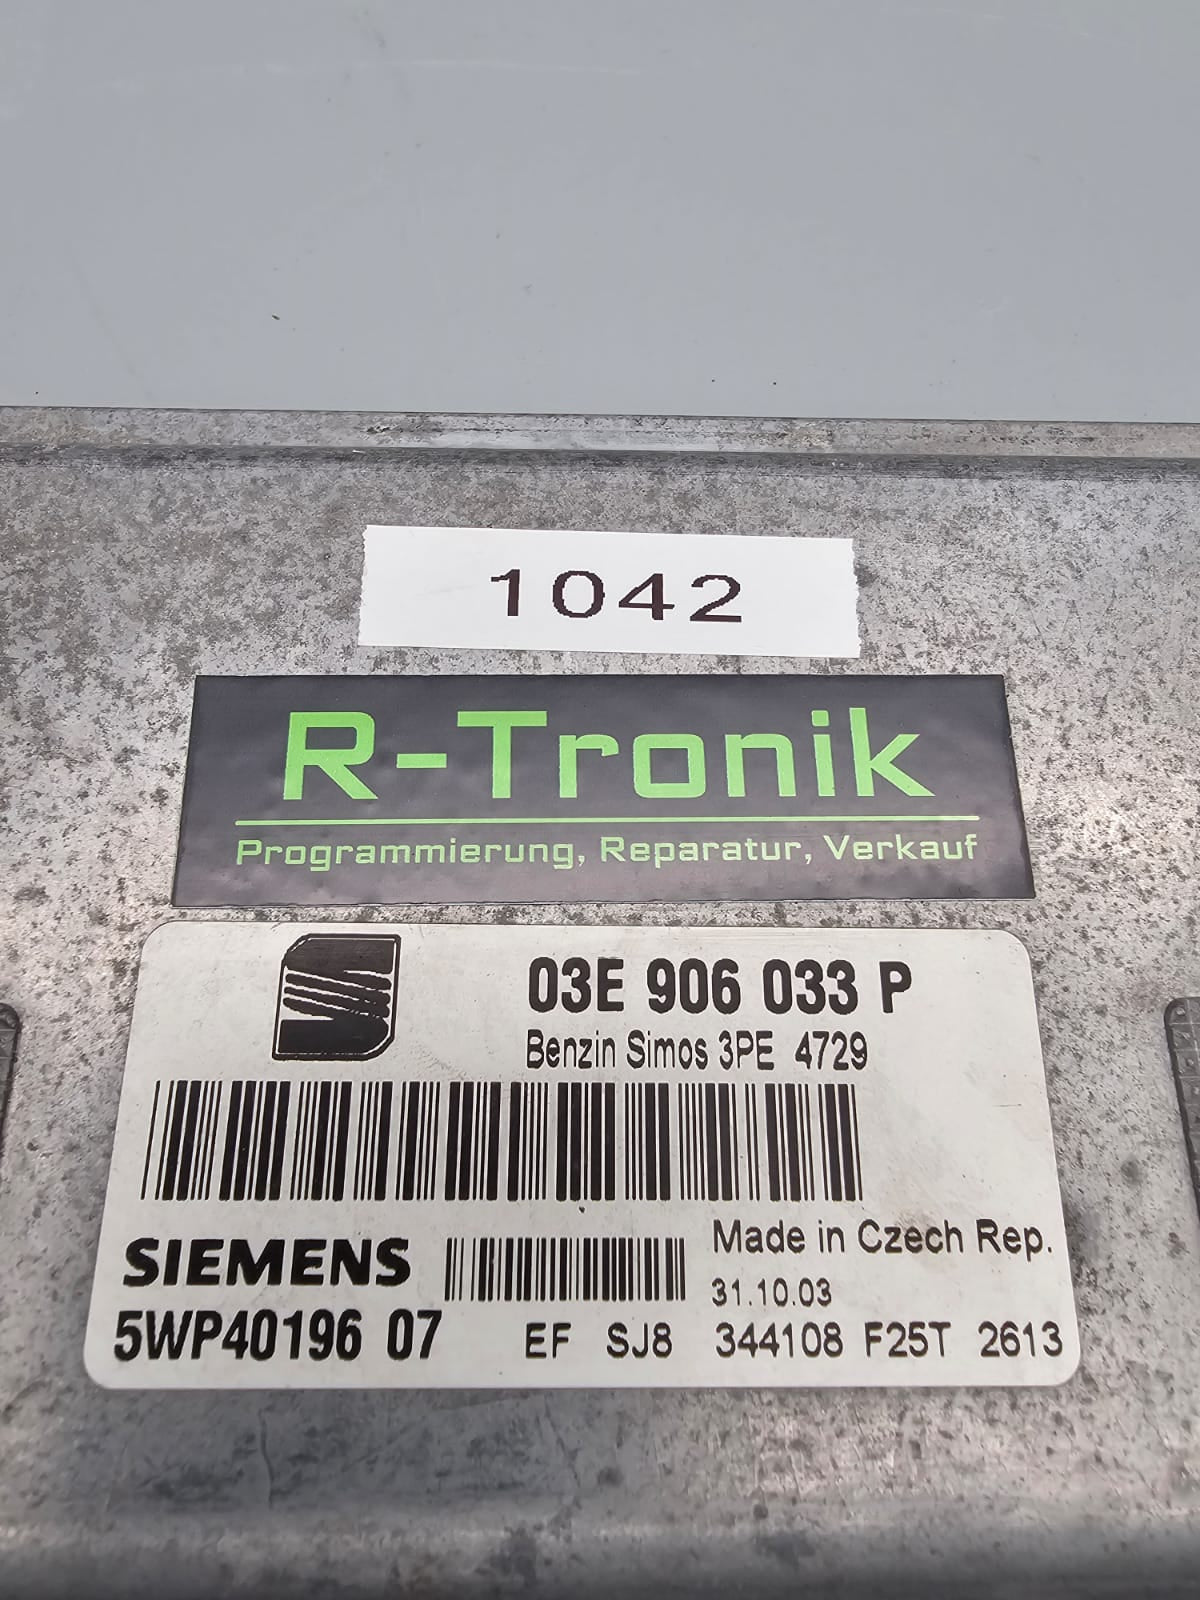 1042
R-Tronik
Programmierung, Reparatur, Verkauf
03E 906 033 P
Benzin Simos 3PE 4729
SIEMENS
Made in Czech Rep.
31.10.03
5WP40196 07 EF SJ8 344108 F25T 2613